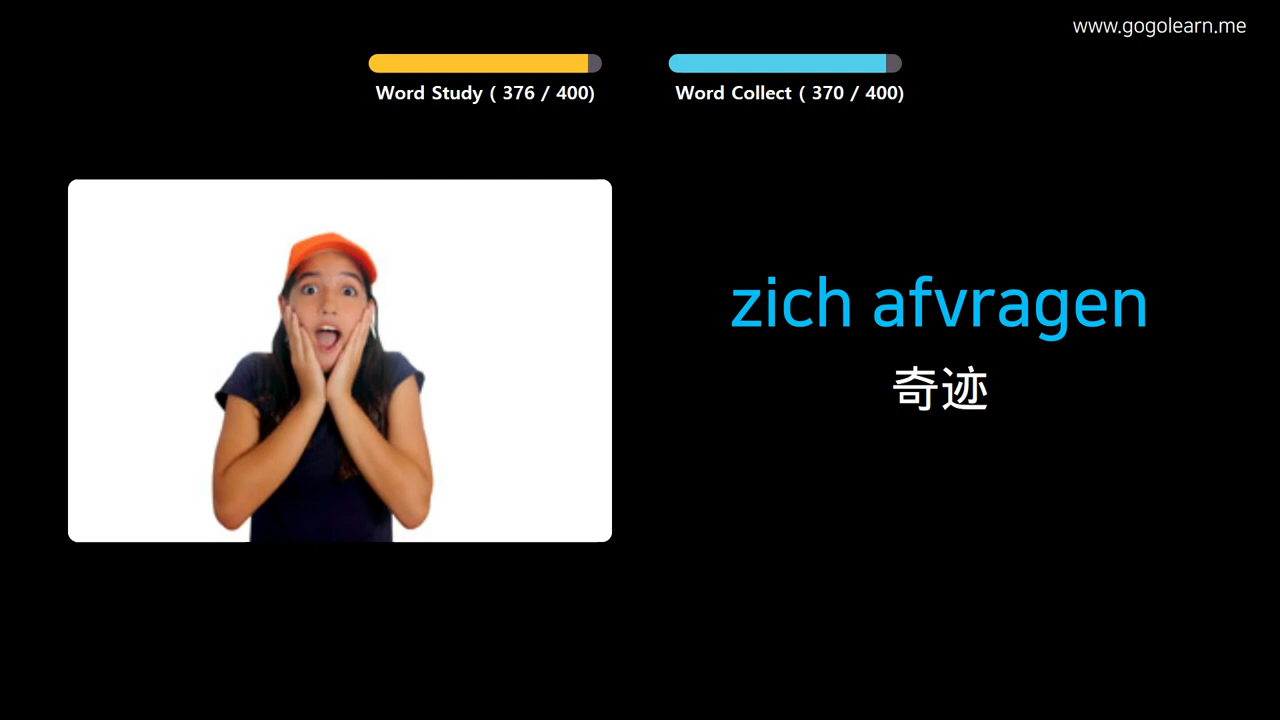 www.gogolearn.me
Word Study ( 376 / 400)
Word Collect ( 370 / 400)
zich afvragen
奇迹